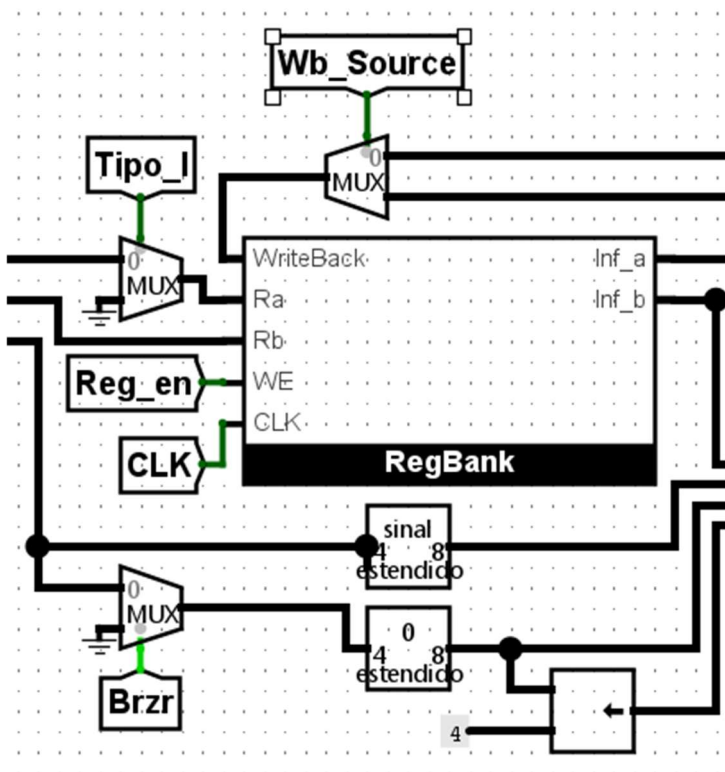 Wb_Source
Tipo_I
0
MUX
0
MUX
WriteBack
Inf_a
Ra
Inf_b
Rb
Reg_en
WE
CLK
CLK
RegBank
sinal
4
8
estendido
0
MUX
0
4
8
estendido
Brzr
4